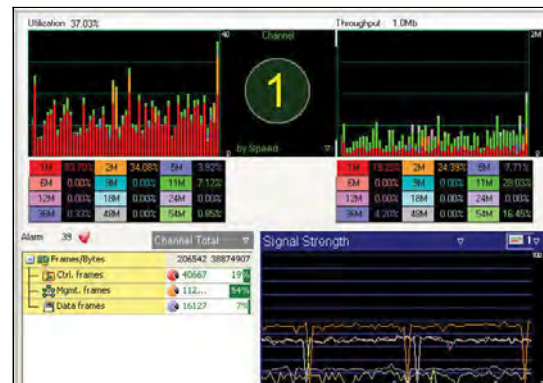 Utilization 37.03%
Throughput 1.0Mb
40
Channel
2M
1
by Speed
0
0
1M 2M 34.08% 5M 3.92%
6M 0.00% 9M 0.00% 11M 7.12%
12M 0.00% 18M 0.00% 24M 0.00%
36M 0.33% 48M 0.00% 54M 0.85%
1M 19.25% 2M 24.39% 5M 7.71%
6M 0.00% 9M 0.00% 11M 28.03%
12M 0.00% 18M 0.00% 24M 0.00%
36M 4.20% 48M 0.00% 54M 16.45%
Alarm 39
Channel Total
Frames/Bytes 206542 38874907
Ctrl. frames 40667 19%
Mgmt. frames 112... 54%
Data frames 16127 7%
Signal Strength
1
100